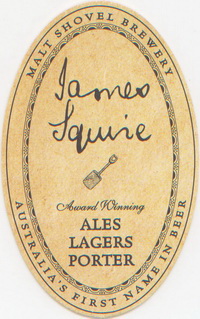 MALT SHOVEL BREWERY
James
Squire
Award Winning
ALES
LAGERS
PORTER
AUSTRALIA'S FIRST NAME IN BEER